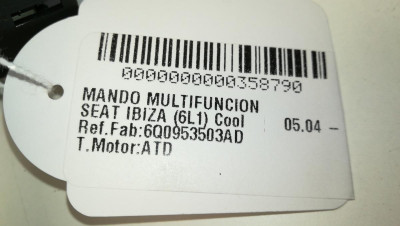 0000000000358790
MANDO MULTIFUNCION
SEAT IBIZA (6L1) Cool 05.04 -
Ref.Fab:6Q0953503AD
T.Motor:ATD